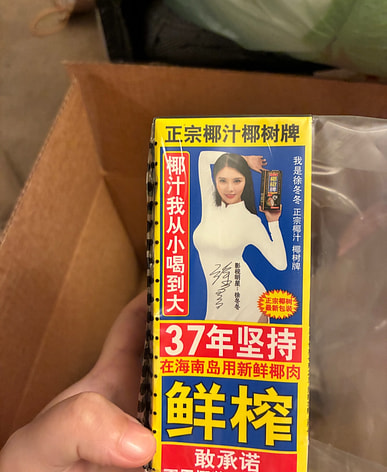 正宗椰汁椰树牌
椰汁我从小喝到大
我是徐冬冬 正宗椰汁 椰树牌
影视明星:徐冬冬
正宗椰树
最新包装
37年坚持
在海南岛用新鲜椰肉
鲜榨
敢承诺